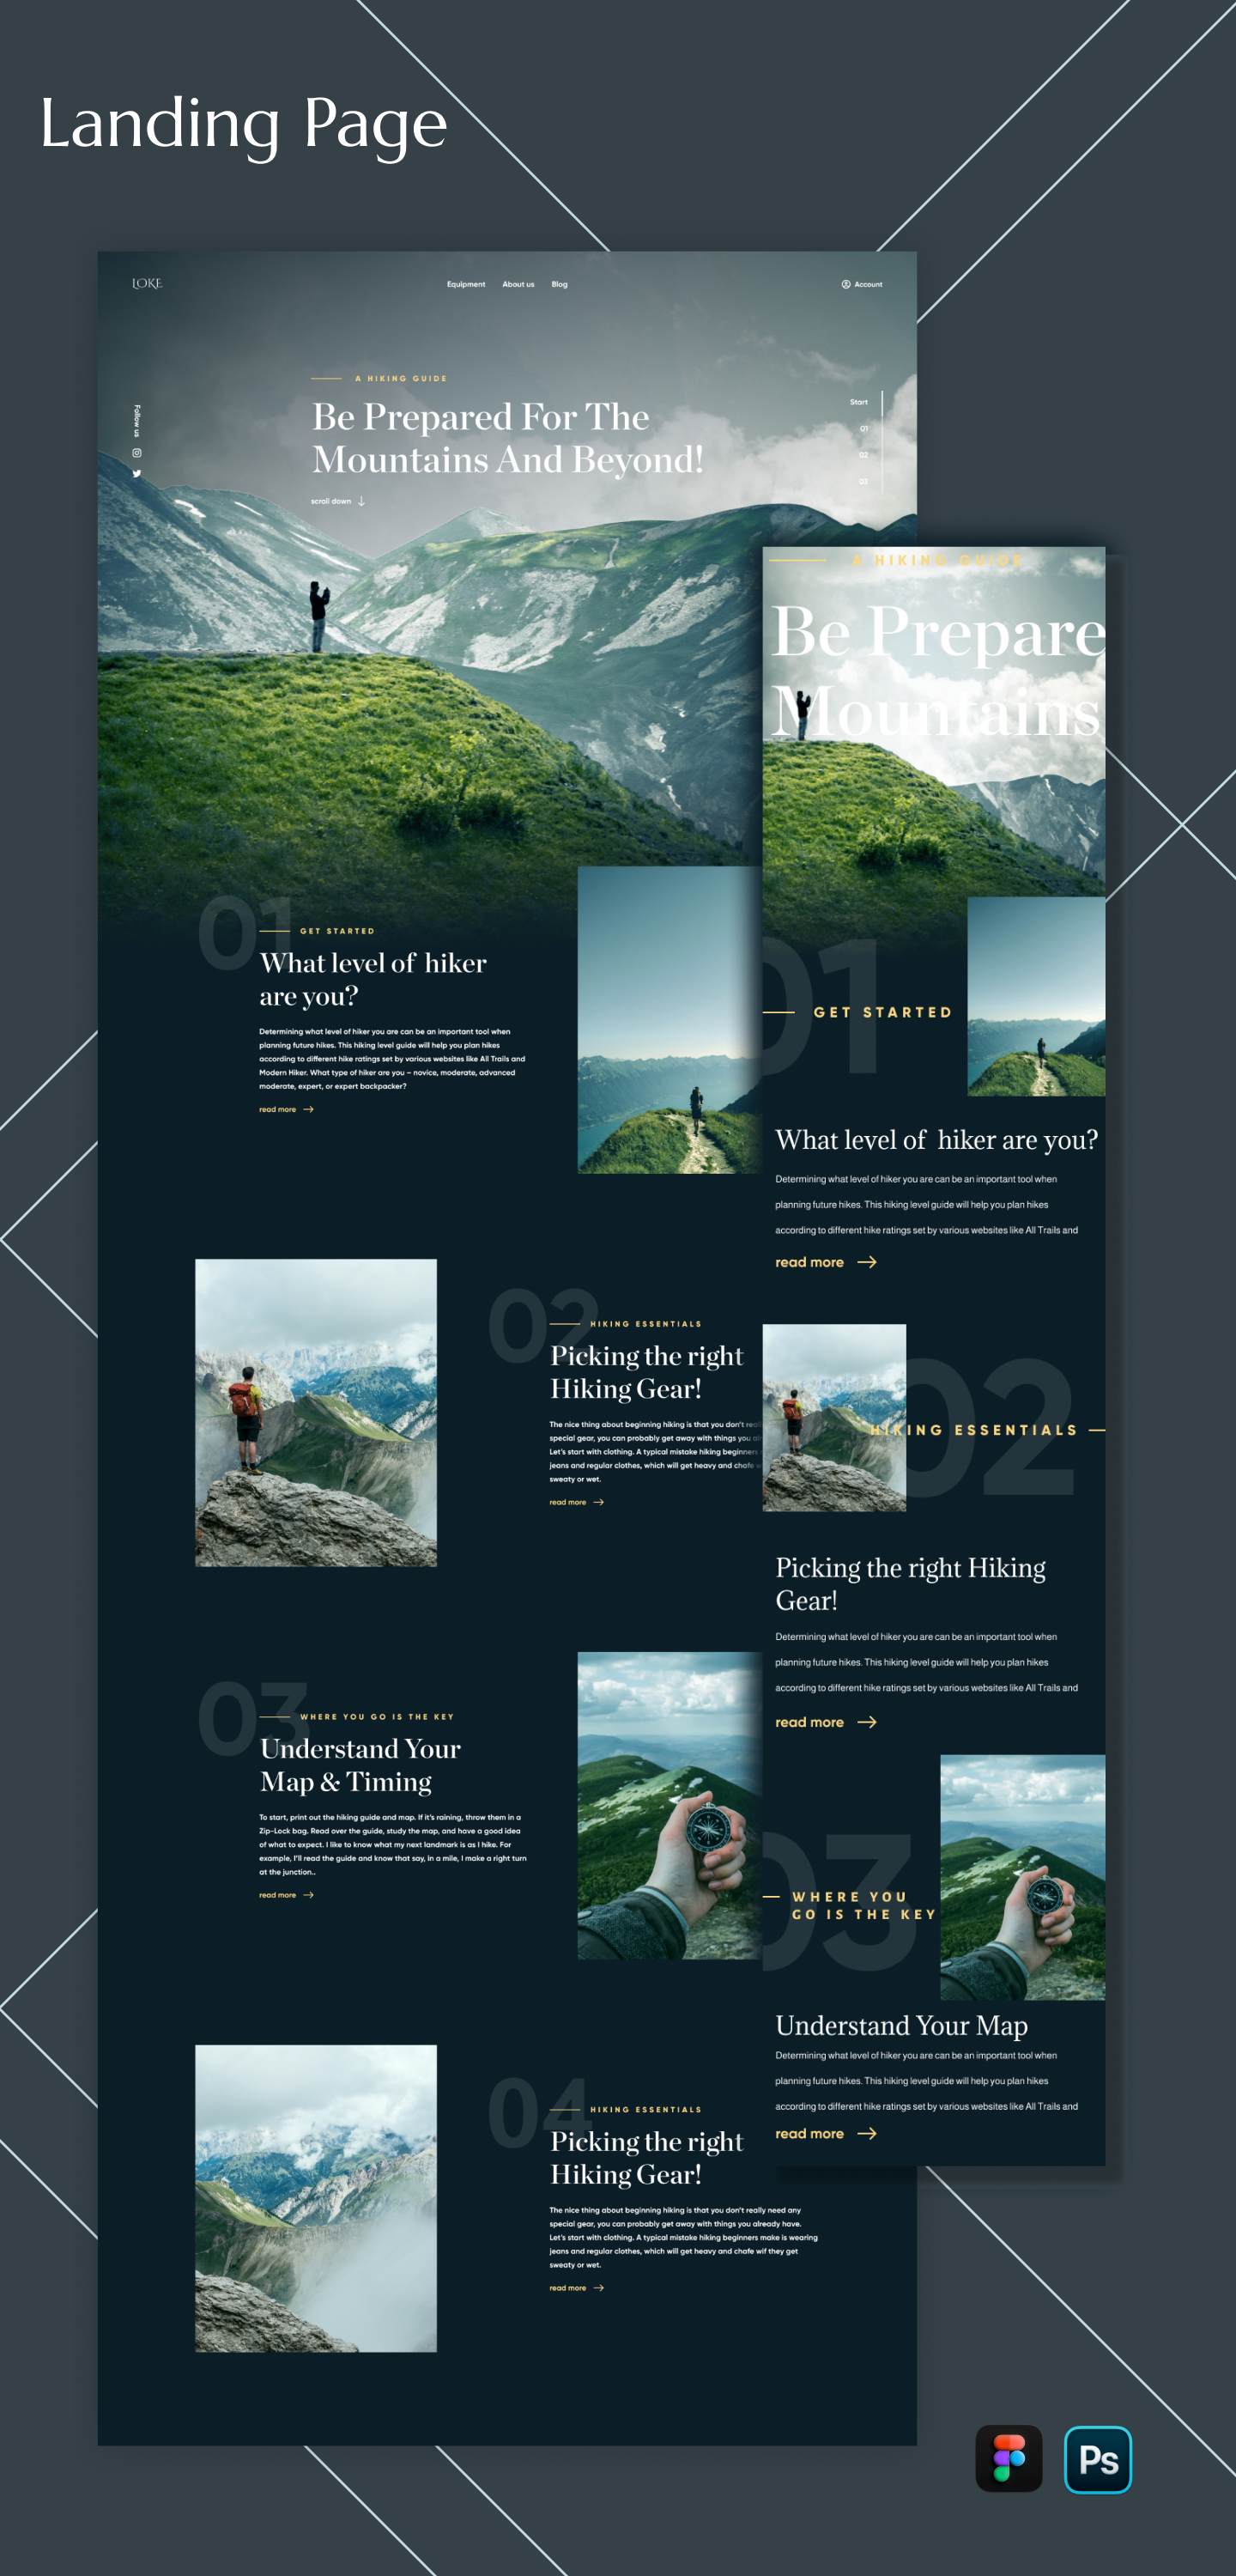 Landing Page
LOKE
Equipment
About us
Blog
Account
A HIKING GUIDE
Be Prepared For The
Mountains And Beyond!
scroll down
Follow us
Start
01
02
03
01
GET STARTED
What level of hiker
are you?
Determining what level of hiker you are can be an important tool when
planning future hikes. This hiking level guide will help you plan hikes
according to different hike ratings set by various websites like All Trails and
Modern Hiker. What type of hiker are you – novice, moderate, advanced
moderate, expert, or expert backpacker?
read more
02
HIKING ESSENTIALS
Picking the right
Hiking Gear!
The nice thing about beginning hiking is that you don't
special gear, you can probably get away with things you
Let's start with clothing. A typical mistake hiking beginners
jeans and regular clothes, which will get heavy and chafe
sweaty or wet.
read more
03
WHERE YOU GO IS THE KEY
Understand Your
Map & Timing
To start, print out the hiking guide and map. If it's raining, throw them in a
Zip-Lock bag. Read over the guide, study the map, and have a good idea
of what to expect. I like to know what my next landmark is as I hike. For
example, I'll read the guide and know that say, in a mile, I make a right turn
at the junction..
read more
04
HIKING ESSENTIALS
Picking the right
Hiking Gear!
The nice thing about beginning hiking is that you don't really need any
special gear, you can probably get away with things you already have.
Let's start with clothing. A typical mistake hiking beginners make is wearing
jeans and regular clothes, which will get heavy and chafe wif they get
sweaty or wet.
read more
A HIKING GUIDE
Be Prepare
Mountains
01
GET STARTED
What level of hiker are you?
Determining what level of hiker you are can be an important tool when
planning future hikes. This hiking level guide will help you plan hikes
according to different hike ratings set by various websites like All Trails and
read more
02
HIKING ESSENTIALS
Picking the right Hiking
Gear!
Determining what level of hiker you are can be an important tool when
planning future hikes. This hiking level guide will help you plan hikes
according to different hike ratings set by various websites like All Trails and
read more
03
WHERE YOU
GO IS THE KEY
Understand Your Map
Determining what level of hiker you are can be an important tool when
planning future hikes. This hiking level guide will help you plan hikes
according to different hike ratings set by various websites like All Trails and
read more
Ps